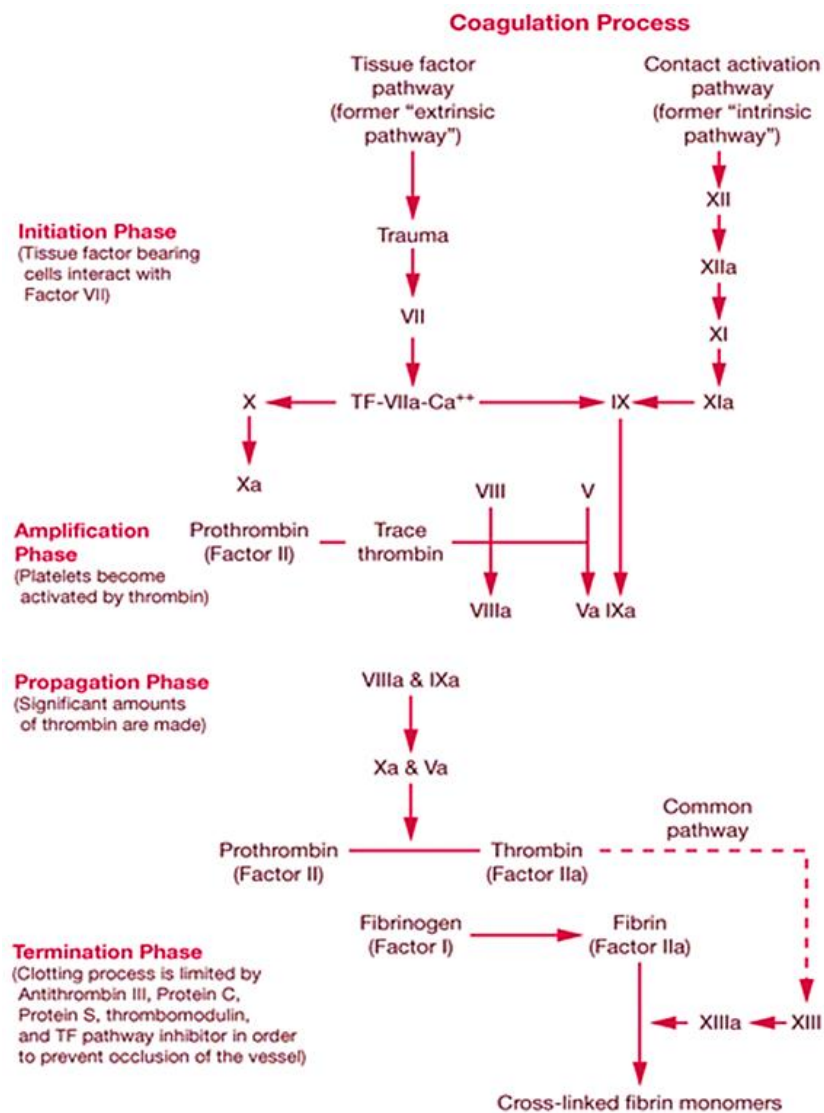 Coagulation Process
Tissue factor
pathway
(former “extrinsic
pathway”)
Contact activation
pathway
(former “intrinsic
pathway”)
XII
Initiation Phase
(Tissue factor bearing
cells interact with
Factor VII)
Trauma
XIIa
VII
XI
X
TF-VIIa-Ca⁺⁺
IX
XIa
Xa
VIII
V
Amplification
Phase
(Platelets become
activated by thrombin)
Prothrombin
(Factor II)
Trace
thrombin
VIIIa
Va IXa
Propagation Phase
(Significant amounts
of thrombin are made)
VIIIa & IXa
Xa & Va
Common
pathway
Prothrombin
(Factor II)
Thrombin
(Factor IIa)
Fibrinogen
(Factor I)
Fibrin
(Factor IIa)
Termination Phase
(Clotting process is limited by
Antithrombin III, Protein C,
Protein S, thrombomodulin,
and TF pathway inhibitor in order
to prevent occlusion of the vessel)
XIIIa
XIII
Cross-linked fibrin monomers